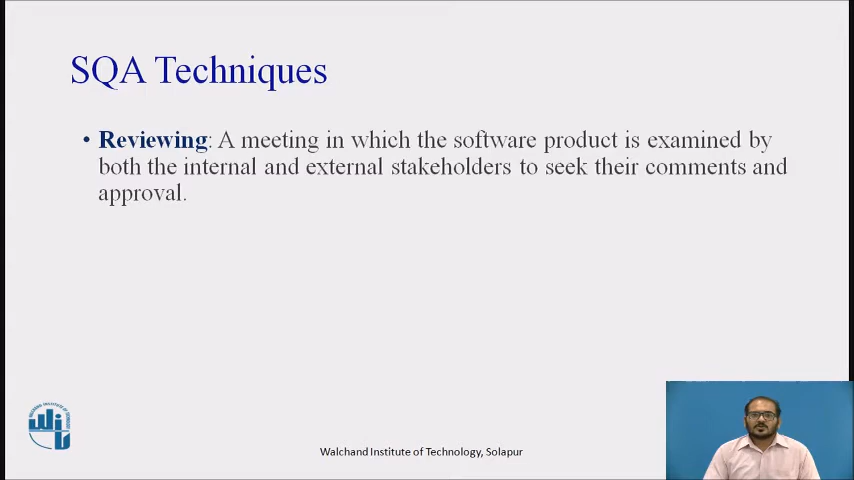 SQA Techniques
• Reviewing: A meeting in which the software product is examined by
both the internal and external stakeholders to seek their comments and
approval.
Walchand Institute of Technology, Solapur